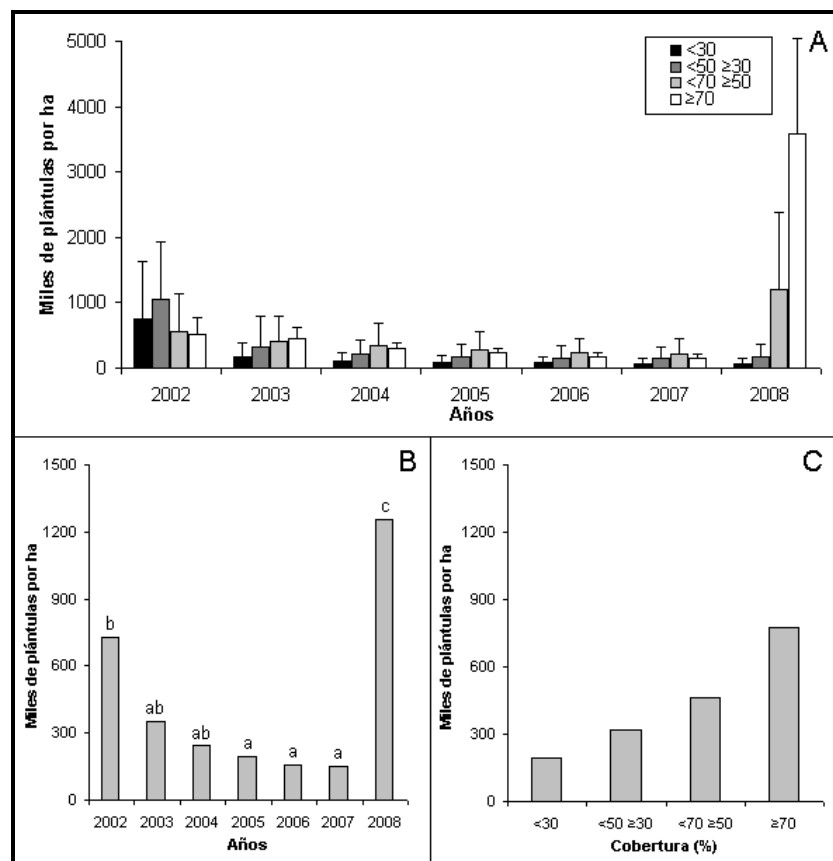 A
<30
<50 ≥30
<70 ≥50
≥70
Miles de plántulas por ha
5000
4000
3000
2000
1000
0
2002 2003 2004 2005 2006 2007 2008
Años
B
Miles de plántulas por ha
1500
1200
900
600
300
0
b ab ab a a a c
2002 2003 2004 2005 2006 2007 2008
Años
C
Miles de plántulas por ha
1500
1200
900
600
300
0
<30 <50 ≥30 <70 ≥50 ≥70
Cobertura (%)